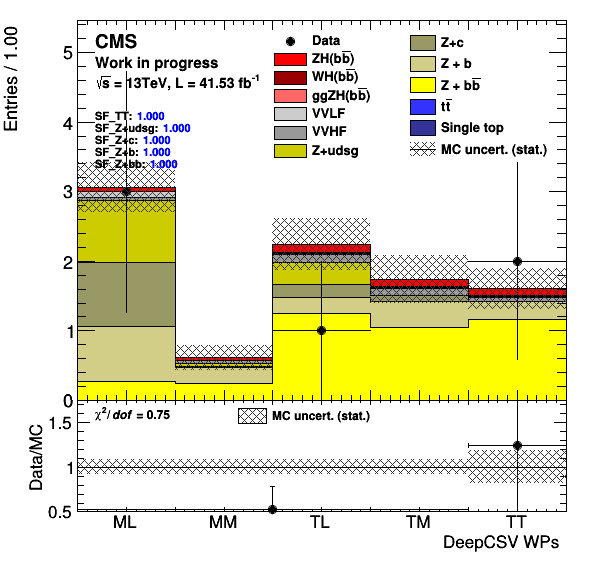 Entries / 1.00
CMS
Work in progress
√s = 13TeV, L = 41.53 fb⁻¹
SF_TT: 1.000
SF_Z+udsg: 1.000
SF_Z+c: 1.000
SF_Z+b: 1.000
SF_Z+bb: 1.000
Data
ZH(bb̅)
WH(bb̅)
ggZH(bb̅)
VVLF
VVHF
Z+udsg
Z+c
Z + b
Z + bb̅
tt̅
Single top
MC uncert. (stat.)
5
4
3
2
1
0
χ²/dof = 0.75
MC uncert. (stat.)
Data/MC
1.5
1
0.5
ML MM TL TM TT
DeepCSV WPs